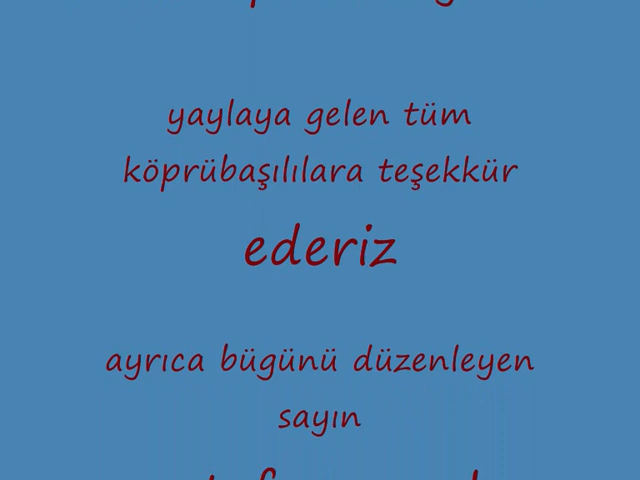 yaylaya gelen tüm
köprübaşılılara teşekkür
ederiz
ayrıca bügünü düzenleyen
sayın